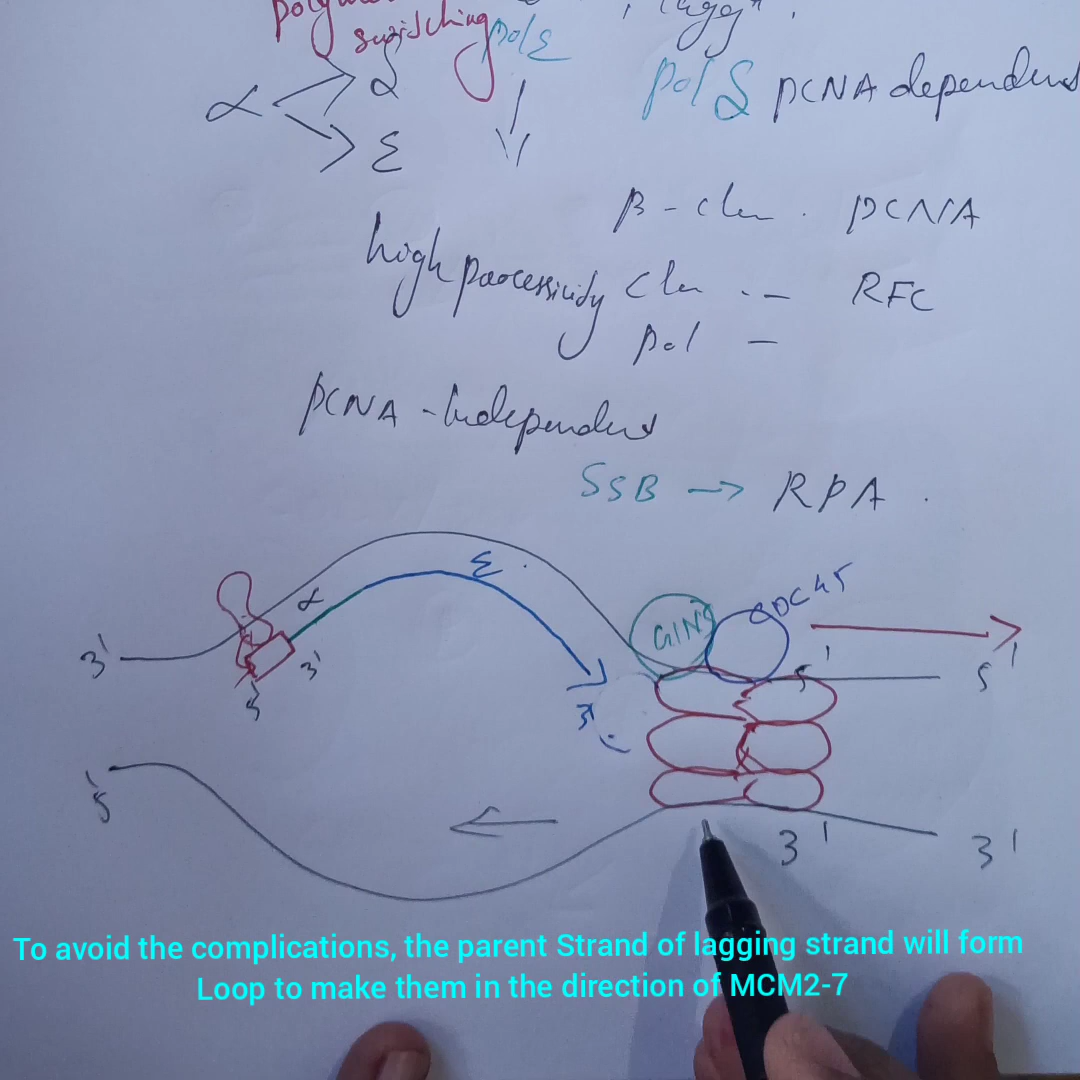 switching pol ε
α δ pol δ PCNA dependent
ε
β-clam . PCNA
high processivity Clam . — RFC
pol —
PCNA - Independent
SSB → RPA .
ε .
α CDC45
GINS
3' 3' 5' 5'
5 3'
5' 3' 3'
To avoid the complications, the parent Strand of lagging strand will form
Loop to make them in the direction of MCM2-7